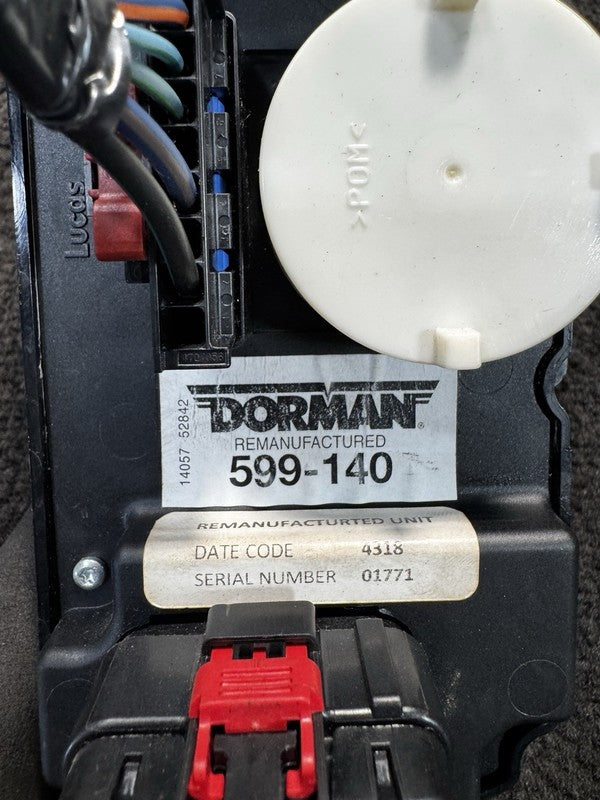 Lucas
>POM<
14057 52842
DORMAN®
REMANUFACTURED
599-140
REMANUFACTURTED UNIT
DATE CODE 4318
SERIAL NUMBER 01771